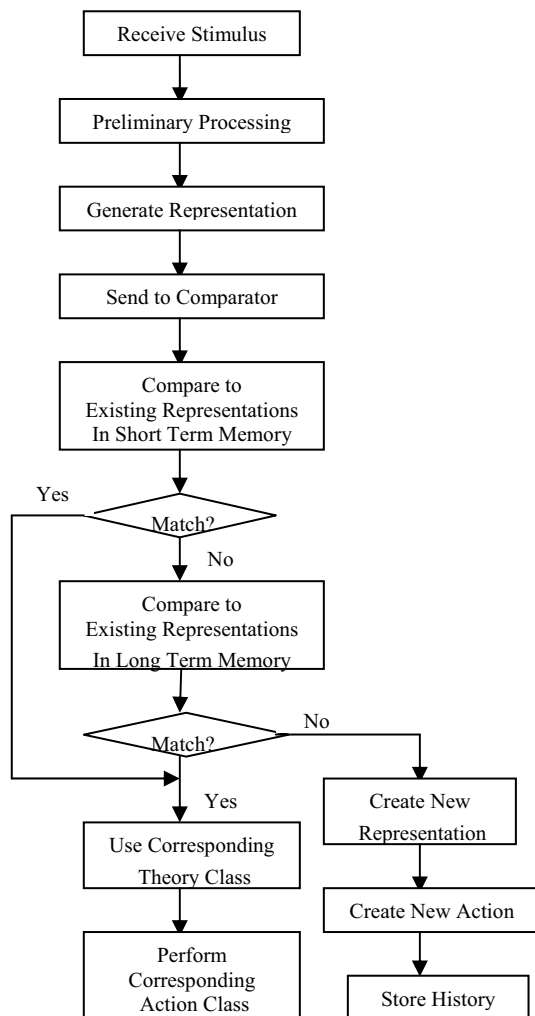 Receive Stimulus
Preliminary Processing
Generate Representation
Send to Comparator
Compare to
Existing Representations
In Short Term Memory
Yes
Match?
No
Compare to
Existing Representations
In Long Term Memory
No
Match?
Yes
Create New
Representation
Use Corresponding
Theory Class
Create New Action
Perform
Corresponding
Action Class
Store History